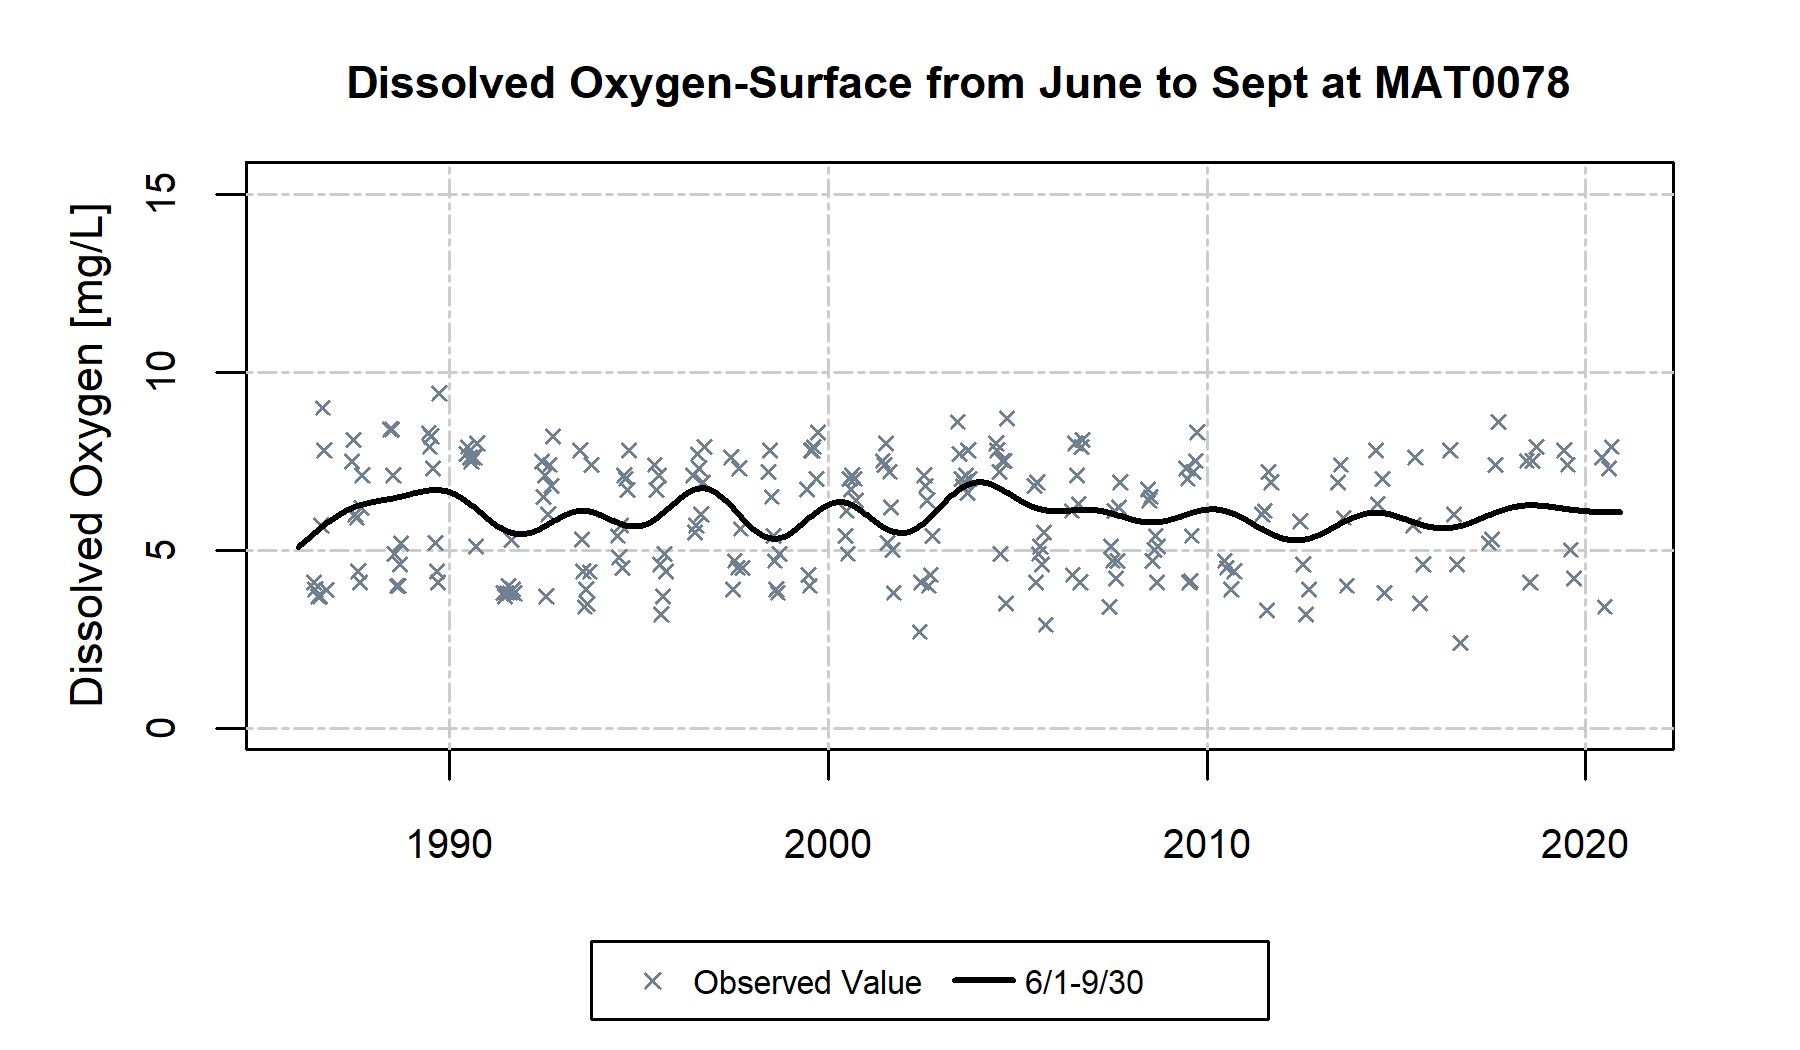 Dissolved Oxygen-Surface from June to Sept at MAT0078
Dissolved Oxygen [mg/L]
15
10
5
0
1990 2000 2010 2020
Observed Value 6/1-9/30